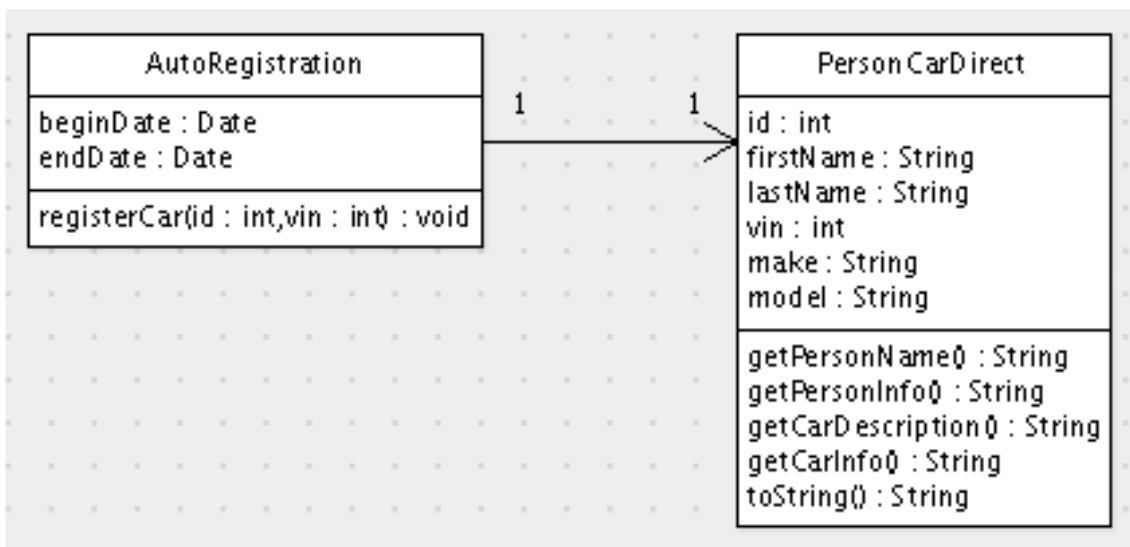 AutoRegistration
beginDate : Date
endDate : Date
registerCar(id : int,vin : int) : void
1
1
PersonCarDirect
id : int
firstName : String
lastName : String
vin : int
make : String
model : String
getPersonName() : String
getPersonInfo() : String
getCarDescription() : String
getCarInfo() : String
toString() : String